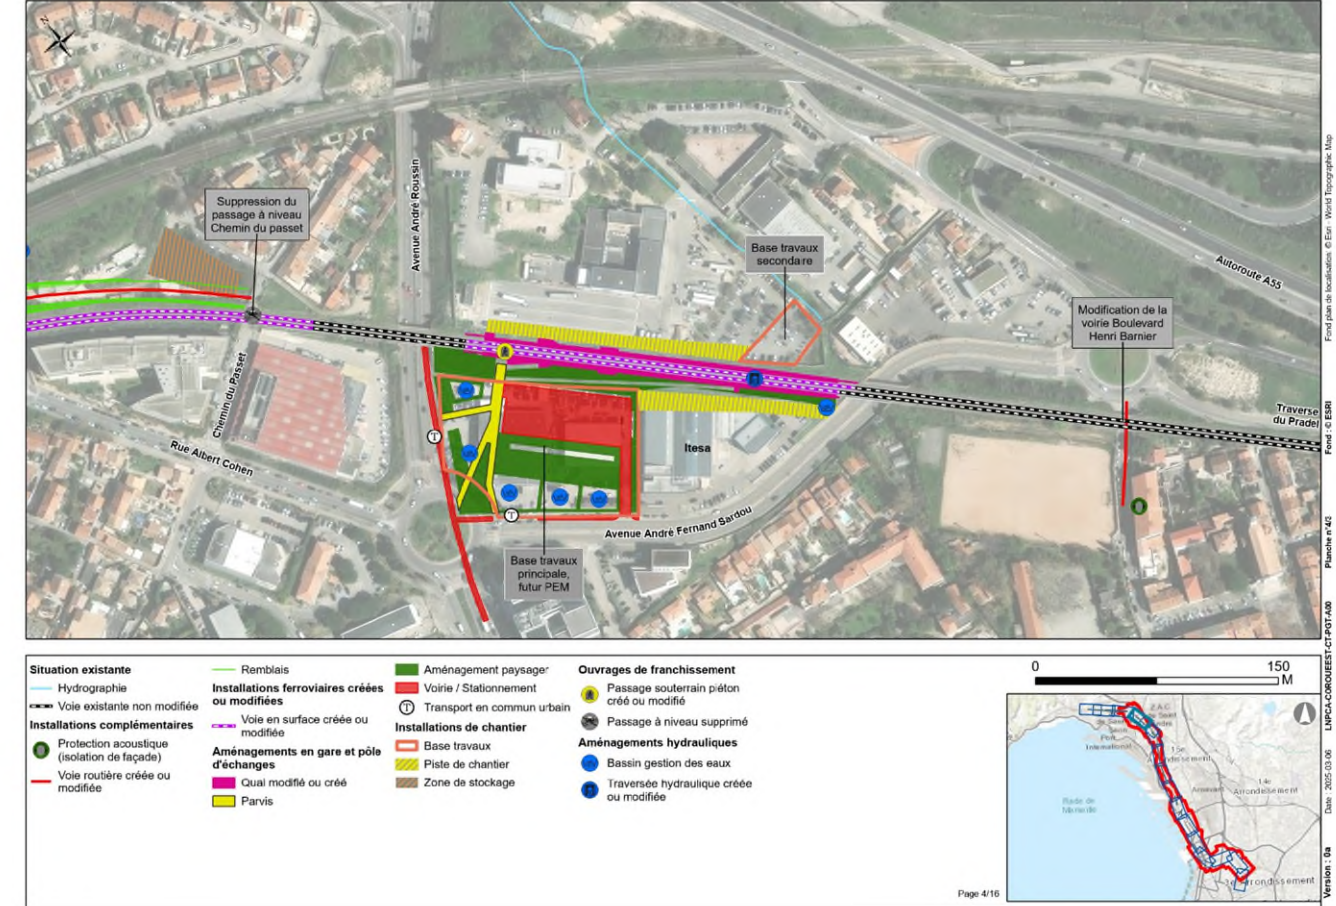 Suppression du
passage à niveau
Chemin du passet
Avenue André Roussin
Base travaux
secondaire
Autoroute A55
Modification de la
voirie Boulevard
Henri Barnier
Traverse
du Pradel
Chemin du Passet
Rue Albert Cohen
T
T
Itesa
Avenue André Fernand Sardou
Base travaux
principale,
futur PEM
Situation existante
Hydrographie
Voie existante non modifiée
Installations complémentaires
Protection acoustique
(isolation de façade)
Voie routière créée ou
modifiée
Remblais
Installations ferroviaires créées
ou modifiées
Voie en surface créée ou
modifiée
Aménagements en gare et pôle
d'échanges
Quai modifié ou créé
Parvis
Aménagement paysager
Voirie / Stationnement
T
Transport en commun urbain
Installations de chantier
Base travaux
Piste de chantier
Zone de stockage
Ouvrages de franchissement
Passage souterrain piéton
créé ou modifié
Passage à niveau supprimé
Aménagements hydrauliques
Bassin gestion des eaux
Traversée hydraulique créée
ou modifiée
0 150
M
Rade de
Marseille
Arrondissement
Arrondissement
Page 4/16
Fond plan de localisation © Esri - World Topographic Map
Fond : © ESRI
Planche n°4/3
LNPCA-COROUEEST-CT-PGT-A00
Date : 2025-03-06
Version : 0a